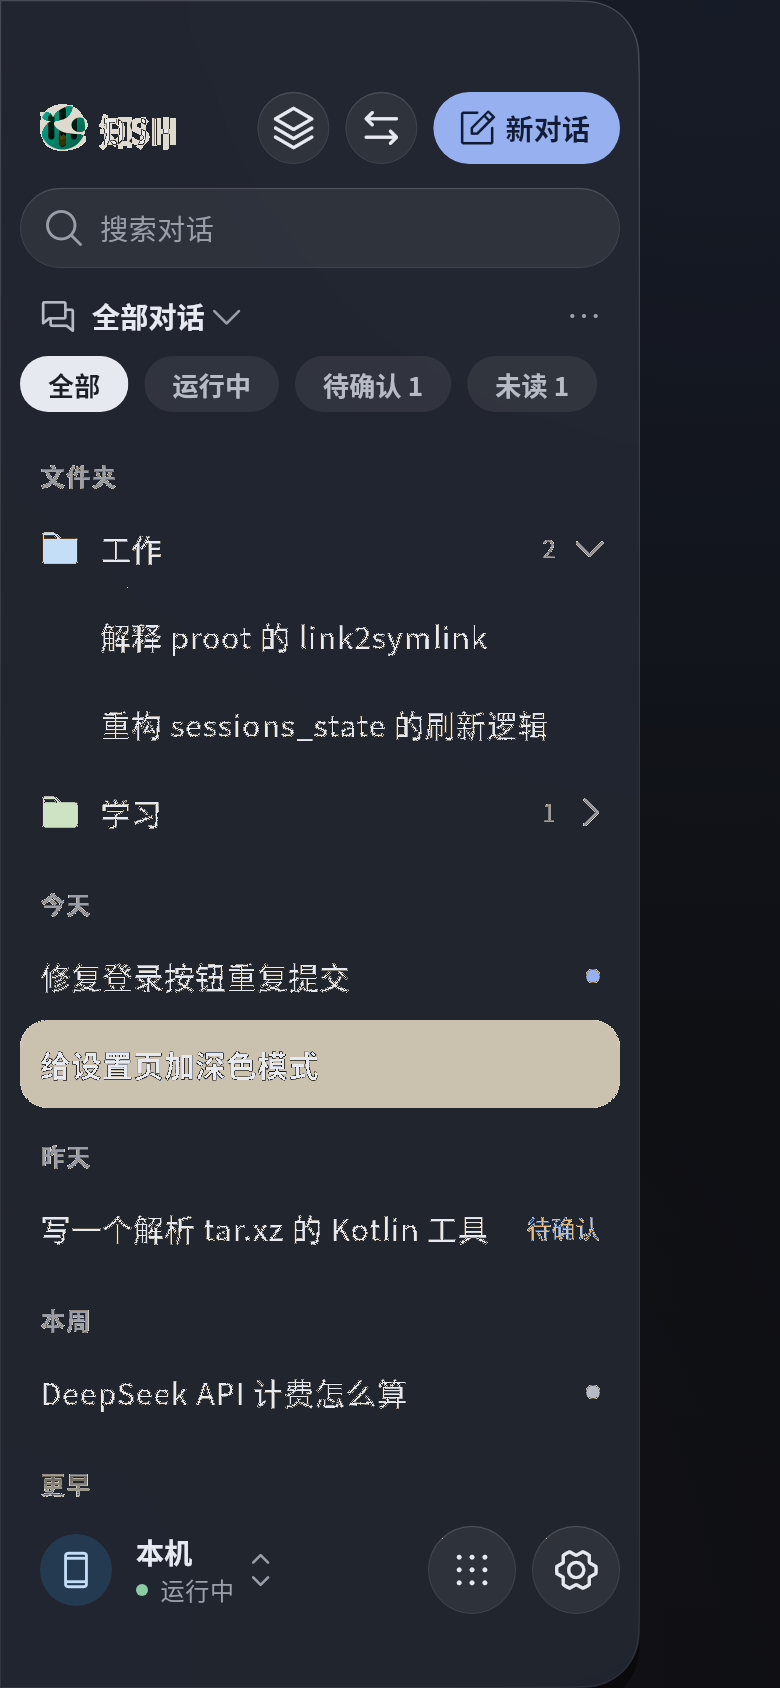 新对话
搜索对话
全部对话
全部 运行中 待确认 1 未读 1
文件夹
工作 2
解释 proot 的 link2symlink
重构 sessions_state 的刷新逻辑
学习 1
今天
修复登录按钮重复提交
给设置页加深色模式
昨天
写一个解析 tar.xz 的 Kotlin 工具 待确认
本周
DeepSeek API 计费怎么算
更早
本机
运行中